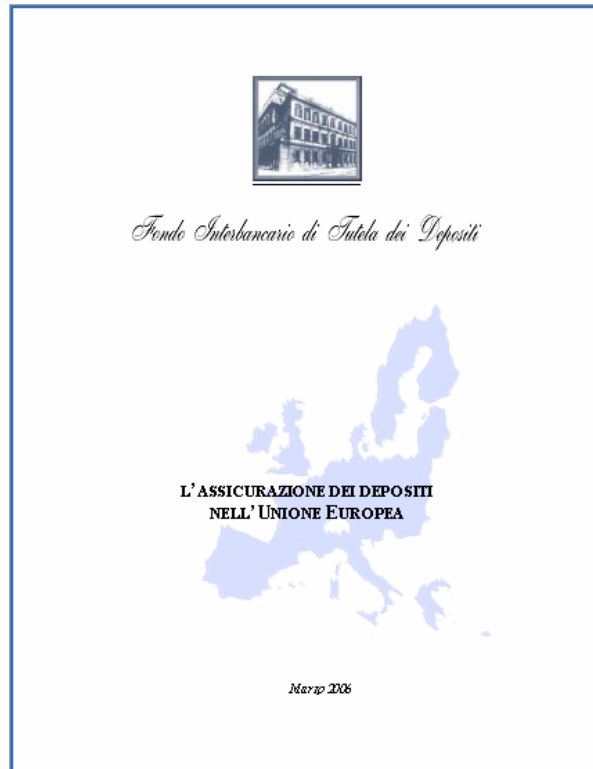 Fondo Interbancario di Tutela dei Depositi
L'ASSICURAZIONE DEI DEPOSITI
NELL'UNIONE EUROPEA
Marzo 2006